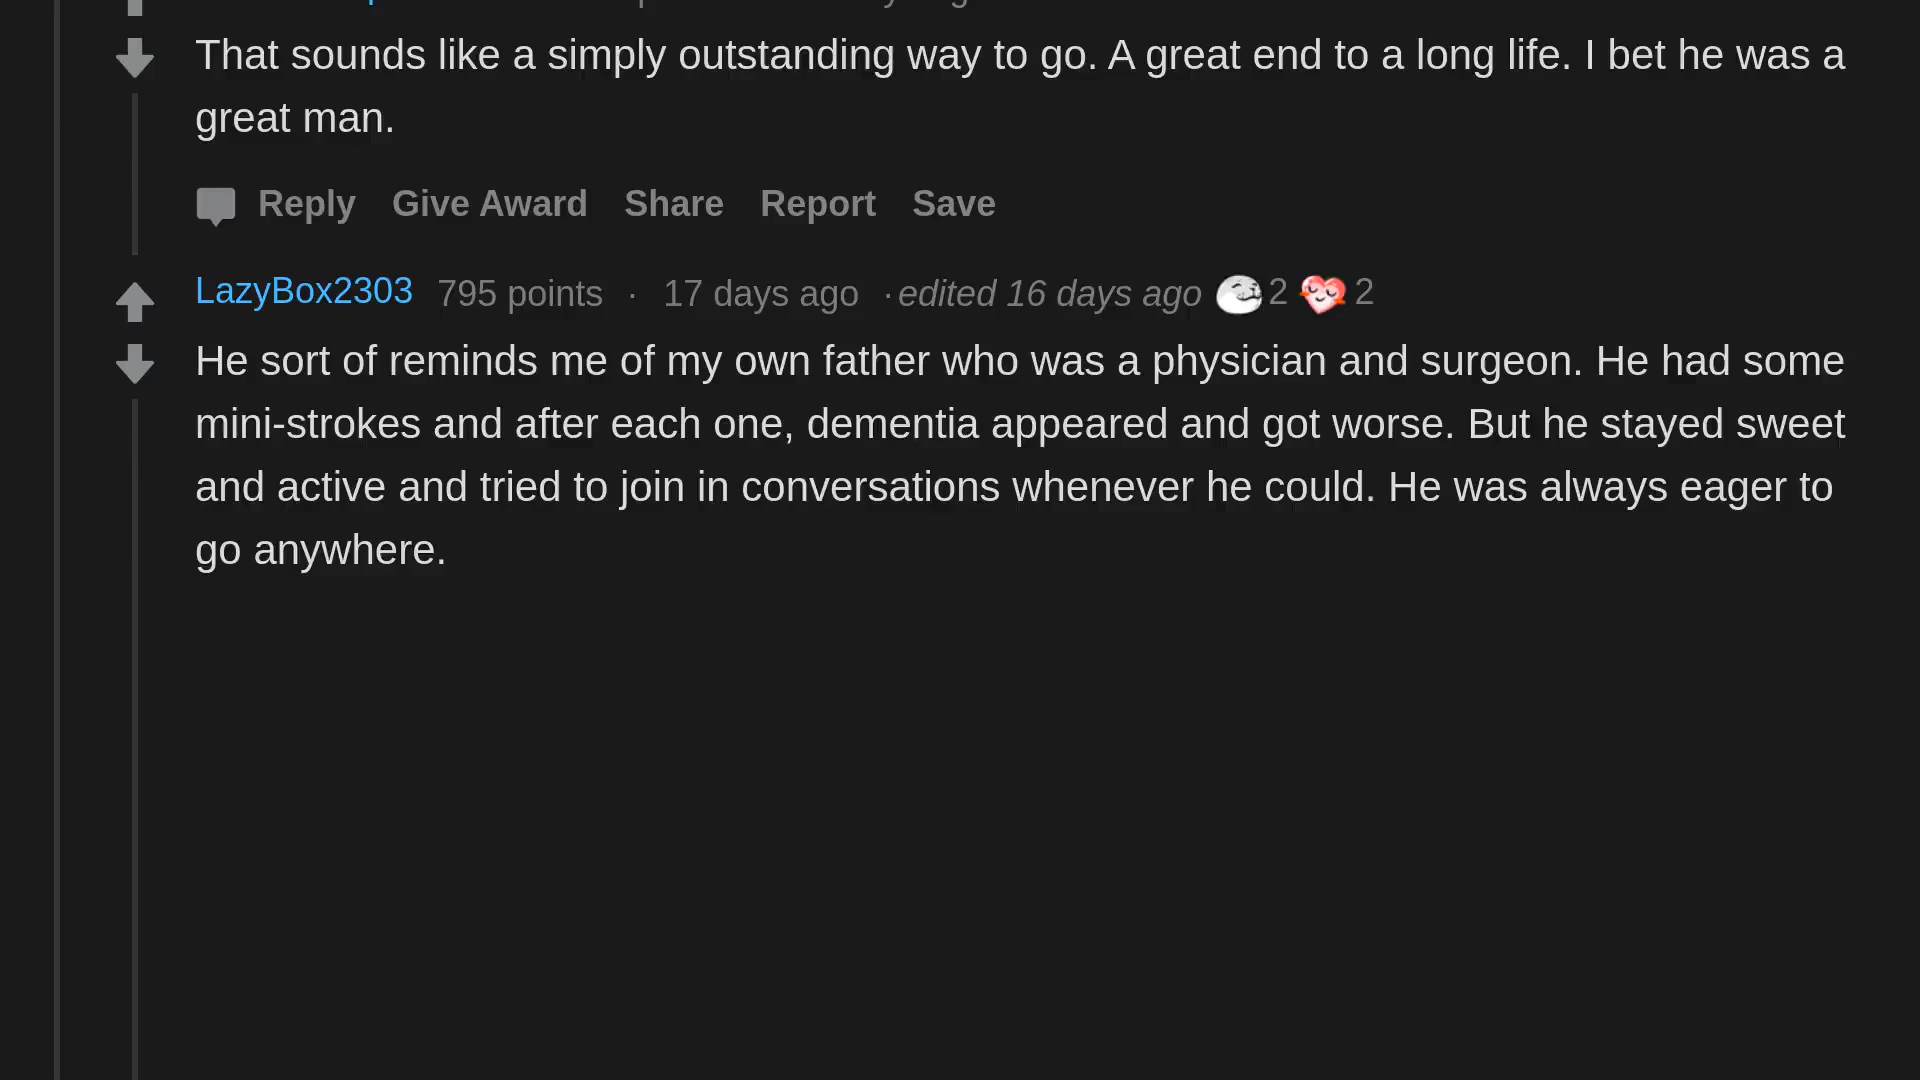 That sounds like a simply outstanding way to go. A great end to a long life. I bet he was a
great man.
Reply Give Award Share Report Save
LazyBox2303 795 points · 17 days ago · edited 16 days ago 2 2
He sort of reminds me of my own father who was a physician and surgeon. He had some
mini-strokes and after each one, dementia appeared and got worse. But he stayed sweet
and active and tried to join in conversations whenever he could. He was always eager to
go anywhere.